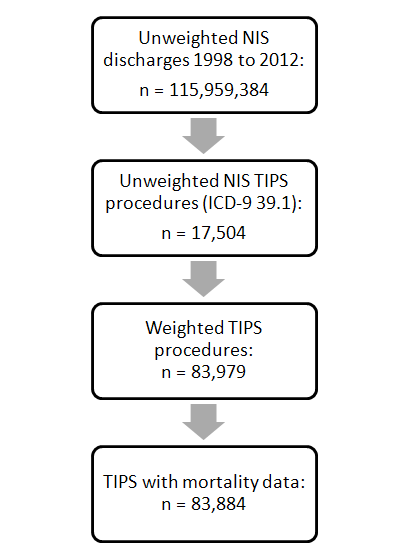 Unweighted NIS
discharges 1998 to 2012:
n = 115,959,384
Unweighted NIS TIPS
procedures (ICD-9 39.1):
n = 17,504
Weighted TIPS
procedures:
n = 83,979
TIPS with mortality data:
n = 83,884